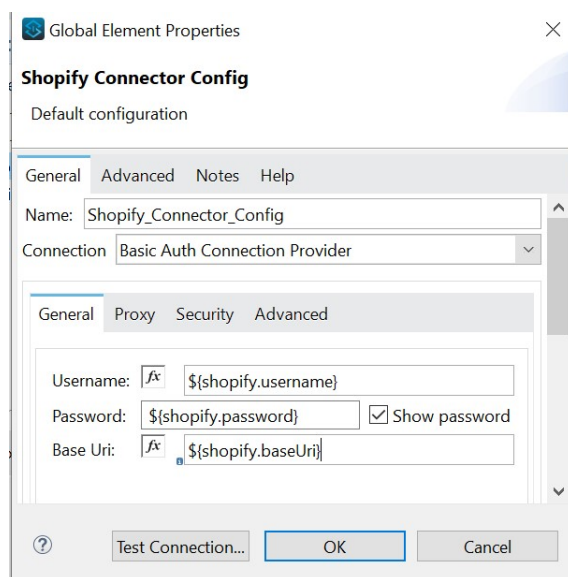 Global Element Properties
Shopify Connector Config
Default configuration
General Advanced Notes Help
Name: Shopify_Connector_Config
Connection Basic Auth Connection Provider
General Proxy Security Advanced
Username: fx ${shopify.username}
Password: ${shopify.password} Show password
Base Uri: fx ${shopify.baseUri}
? Test Connection... OK Cancel